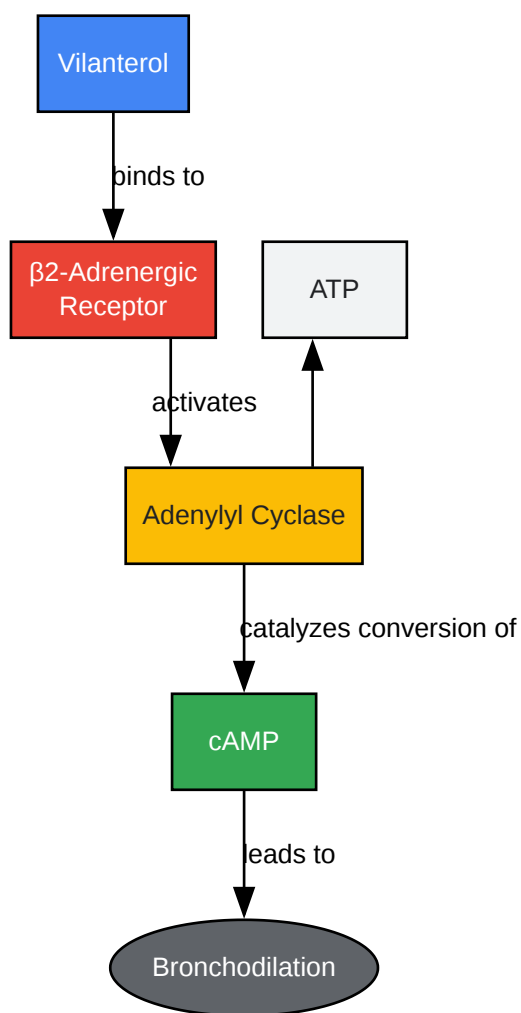 Vilanterol
binds to
β2-Adrenergic
Receptor
ATP
activates
Adenylyl Cyclase
catalyzes conversion of
cAMP
leads to
Bronchodilation